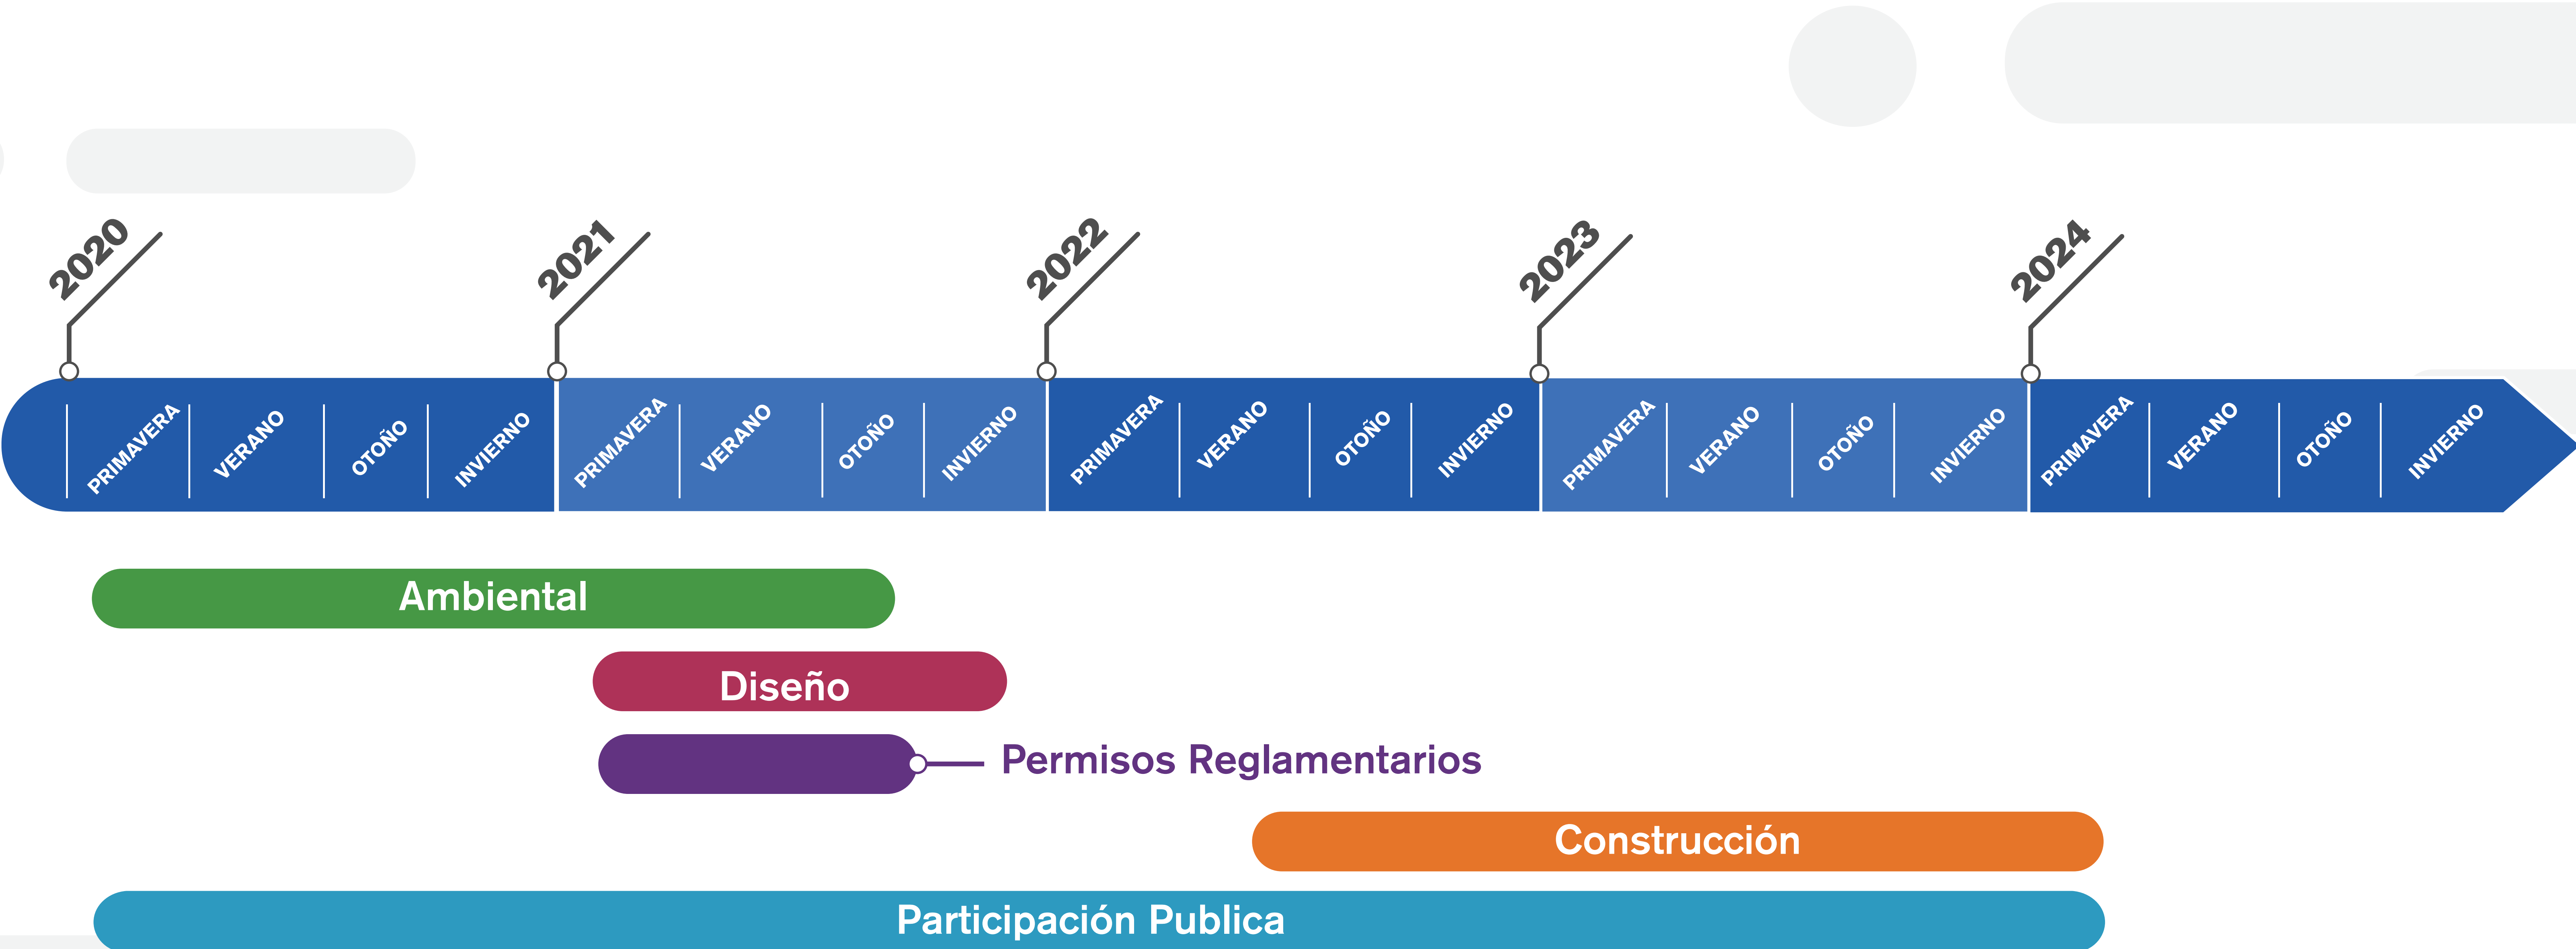 2020
2021
2022
2023
2024
PRIMAVERA
VERANO
OTOÑO
INVIERNO
PRIMAVERA
VERANO
OTOÑO
INVIERNO
PRIMAVERA
VERANO
OTOÑO
INVIERNO
PRIMAVERA
VERANO
OTOÑO
INVIERNO
PRIMAVERA
VERANO
OTOÑO
INVIERNO
Ambiental
Diseño
Permisos Reglamentarios
Construcción
Participación Publica